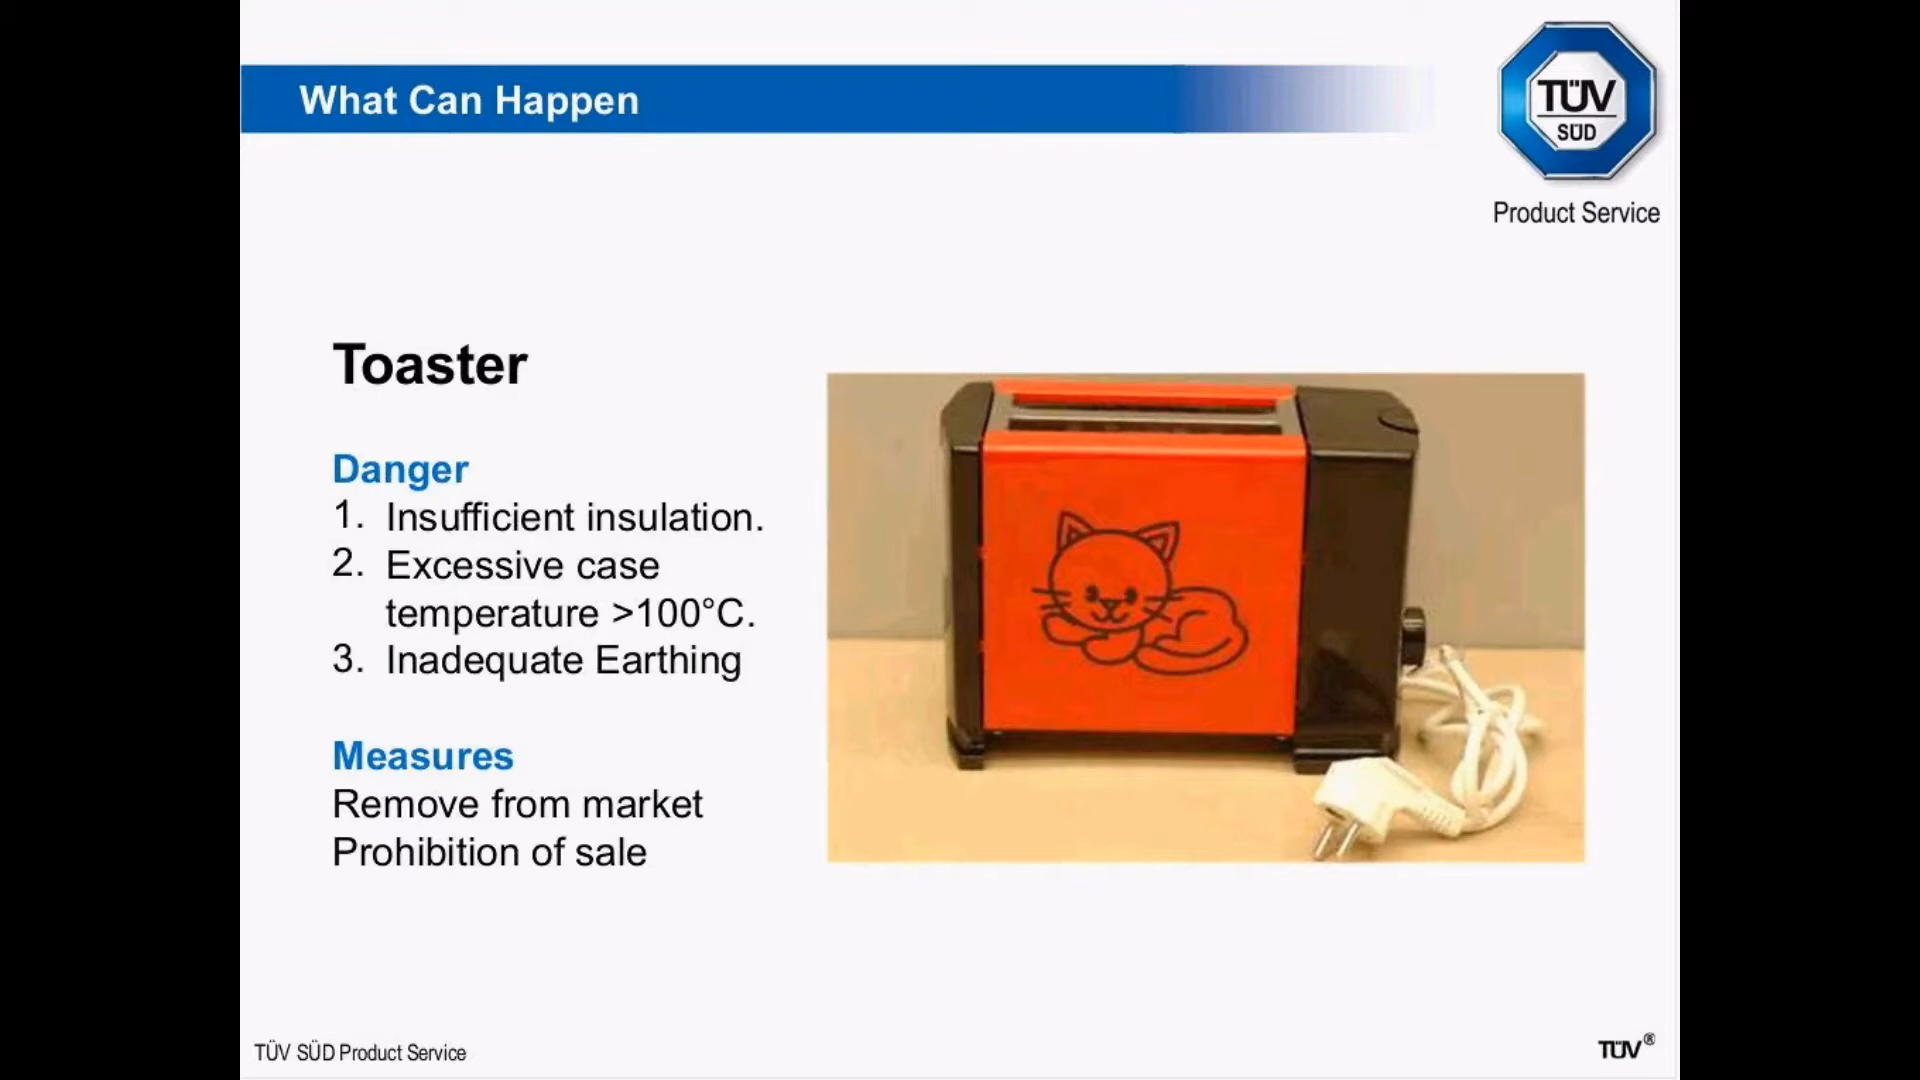 What Can Happen
TÜV
SÜD
Product Service
Toaster
Danger
1. Insufficient insulation.
2. Excessive case
temperature >100°C.
3. Inadequate Earthing
Measures
Remove from market
Prohibition of sale
TÜV SÜD Product Service
TÜV®